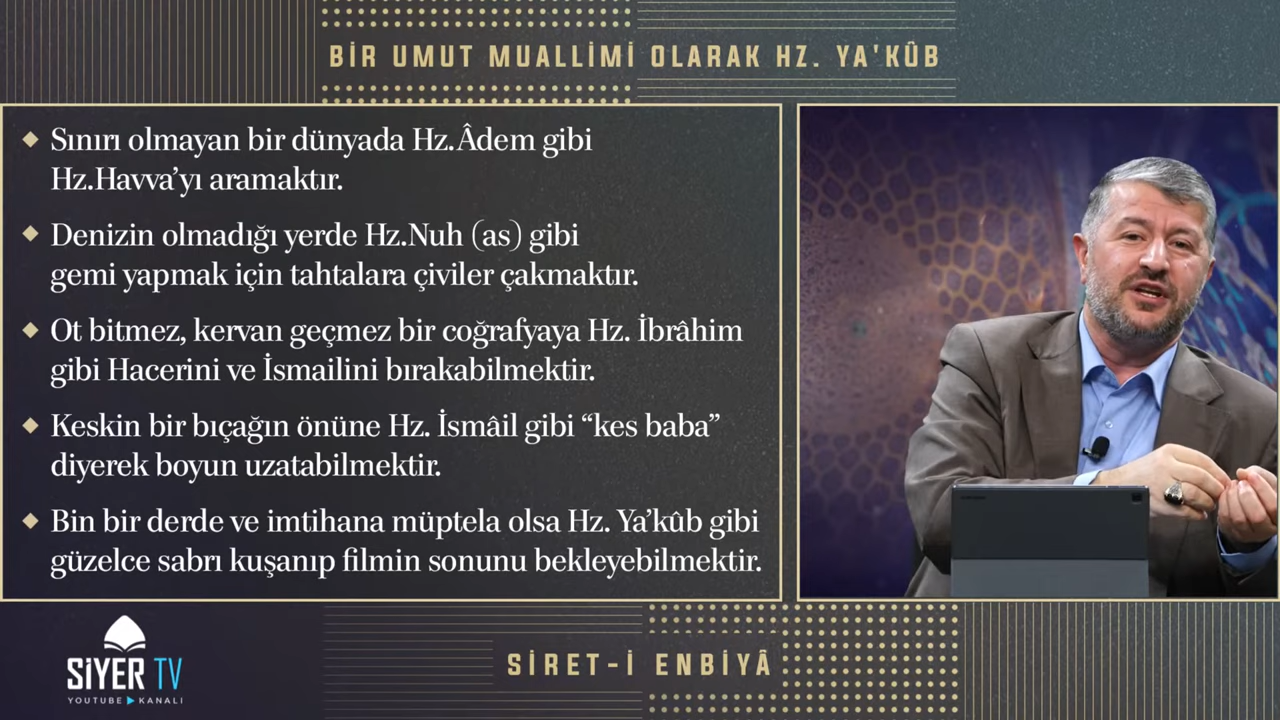 BİR UMUT MUALLİMİ OLARAK HZ. YA'KÛB
Sınırı olmayan bir dünyada Hz.Âdem gibi
Hz.Havva’yı aramaktır.
Denizin olmadığı yerde Hz.Nuh (as) gibi
gemi yapmak için tahtalara çiviler çakmaktır.
Ot bitmez, kervan geçmez bir coğrafyaya Hz. İbrâhim
gibi Hacerini ve İsmailini bırakabilmektir.
Keskin bir bıçağın önüne Hz. İsmâil gibi “kes baba”
diyerek boyun uzatabilmektir.
Bin bir derde ve imtihana müptela olsa Hz. Ya’kûb gibi
güzelce sabrı kuşanıp filmin sonunu bekleyebilmektir.
SİYER TV
YOUTUBE KANALI
SİRET-İ ENBİYÂ